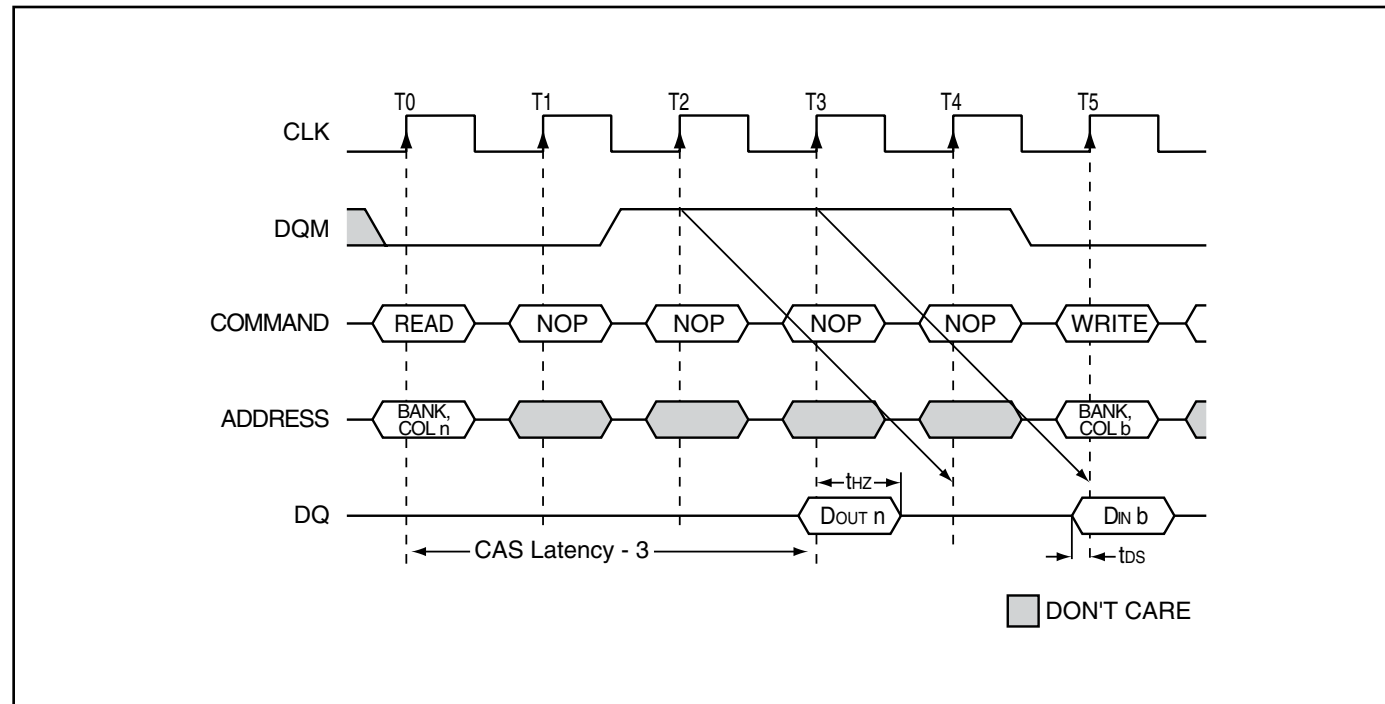 T0 T1 T2 T3 T4 T5
CLK
DQM
COMMAND READ NOP NOP NOP NOP WRITE
ADDRESS BANK, COL n BANK, COL b
tHZ
DQ DOUT n DIN b
CAS Latency - 3 tDS
DON'T CARE